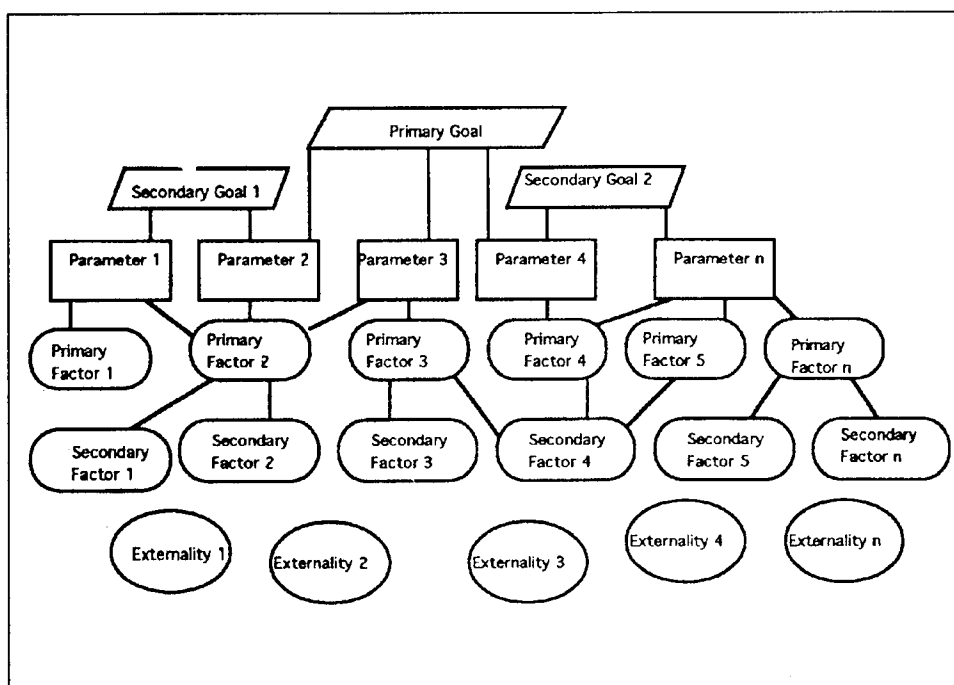 Primary Goal
Secondary Goal 1
Secondary Goal 2
Parameter 1
Parameter 2
Parameter 3
Parameter 4
Parameter n
Primary
Factor 1
Primary
Factor 2
Primary
Factor 3
Primary
Factor 4
Primary
Factor 5
Primary
Factor n
Secondary
Factor 1
Secondary
Factor 2
Secondary
Factor 3
Secondary
Factor 4
Secondary
Factor 5
Secondary
Factor n
Externality 1
Externality 2
Externality 3
Externality 4
Externality n